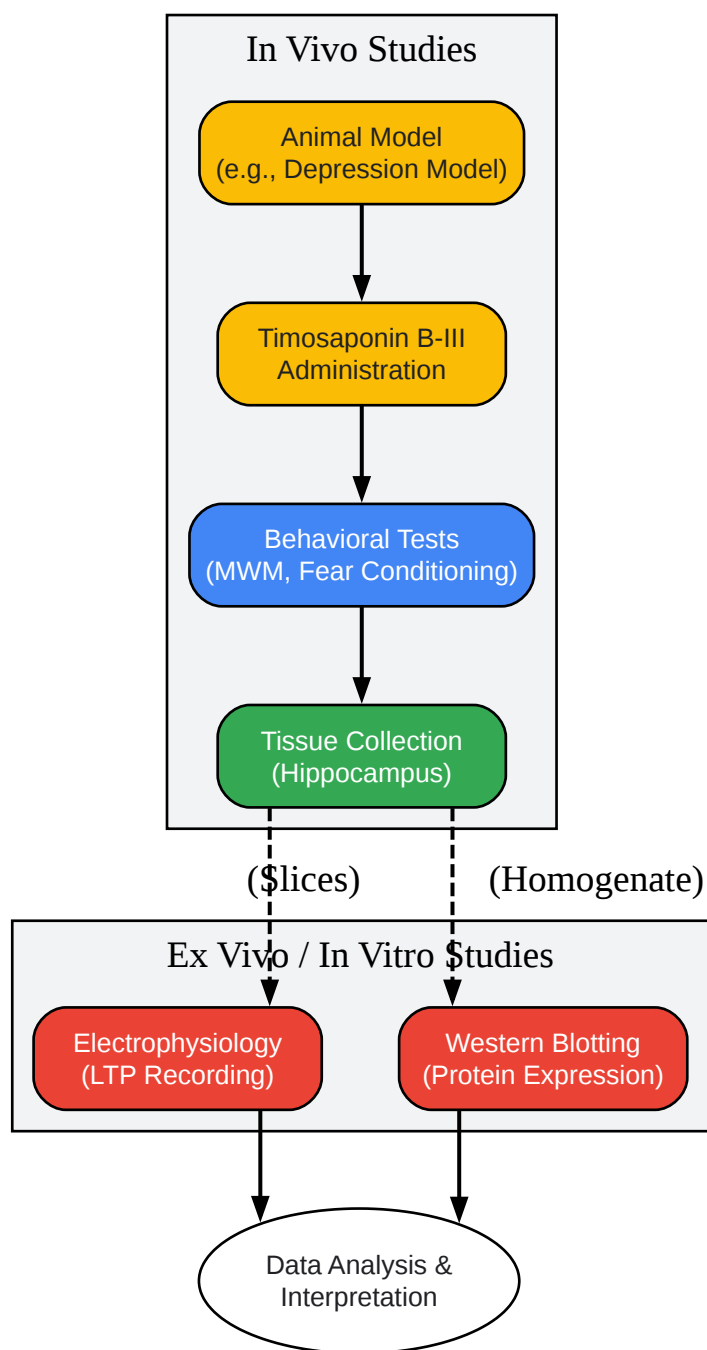 In Vivo Studies
Animal Model
(e.g., Depression Model)
Timosaponin B-III
Administration
Behavioral Tests
(MWM, Fear Conditioning)
Tissue Collection
(Hippocampus)
(Slices)
(Homogenate)
Ex Vivo / In Vitro Studies
Electrophysiology
(LTP Recording)
Western Blotting
(Protein Expression)
Data Analysis &
Interpretation